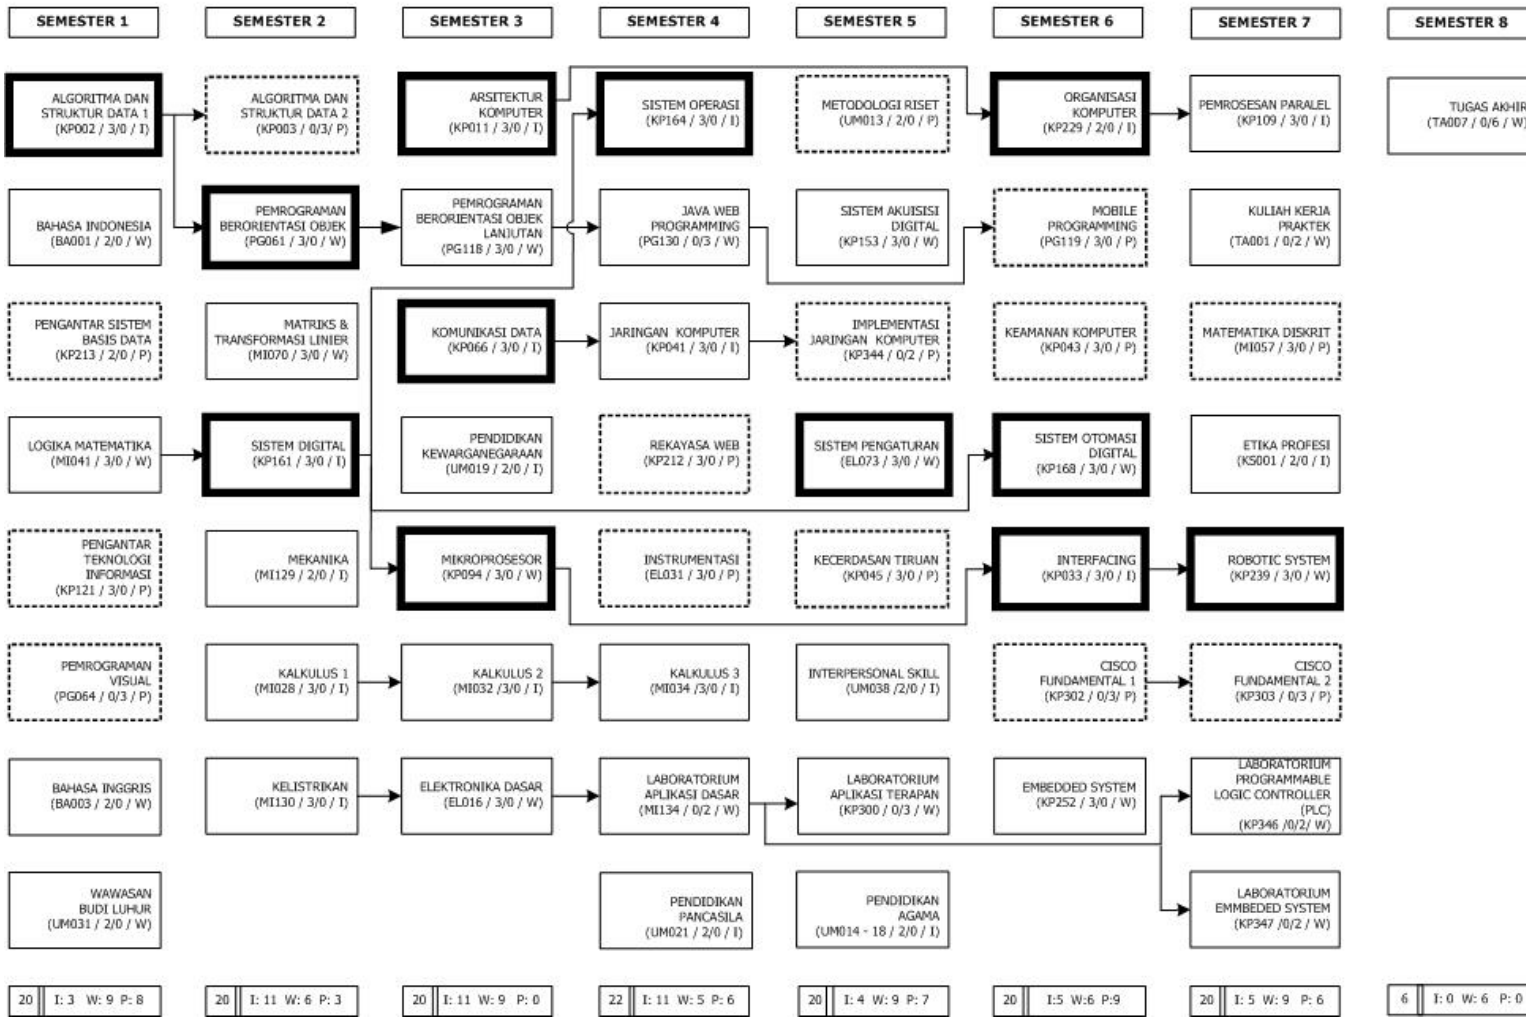 SEMESTER 1
SEMESTER 2
SEMESTER 3
SEMESTER 4
SEMESTER 5
SEMESTER 6
SEMESTER 7
SEMESTER 8
ALGORITMA DAN
STRUKTUR DATA 1
(KP002 / 3/0 / I)
ALGORITMA DAN
STRUKTUR DATA 2
(KP003 / 0/3/ P)
ARSITEKTUR
KOMPUTER
(KP011 / 3/0 / I)
SISTEM OPERASI
(KP164 / 3/0 / I)
METODOLOGI RISET
(UM013 / 2/0 / P)
ORGANISASI
KOMPUTER
(KP229 / 2/0 / I)
PEMROSESAN PARALEL
(KP109 / 3/0 / I)
TUGAS AKHIR
(TA007 / 0/6 / W)
BAHASA INDONESIA
(BA001 / 2/0 / W)
PEMROGRAMAN
BERORIENTASI OBJEK
(PG061 / 3/0 / W)
PEMROGRAMAN
BERORIENTASI OBJEK
LANJUTAN
(PG118 / 3/0 / W)
JAVA WEB
PROGRAMMING
(PG130 / 0/3 / W)
SISTEM AKUISISI
DIGITAL
(KP153 / 3/0 / W)
MOBILE
PROGRAMMING
(PG119 / 3/0 / P)
KULIAH KERJA
PRAKTEK
(TA001 / 0/2 / W)
PENGANTAR SISTEM
BASIS DATA
(KP213 / 2/0 / P)
MATRIKS &
TRANSFORMASI LINIER
(MI070 / 3/0 / W)
KOMUNIKASI DATA
(KP066 / 3/0 / I)
JARINGAN KOMPUTER
(KP041 / 3/0 / I)
IMPLEMENTASI
JARINGAN KOMPUTER
(KP344 / 0/2 / P)
KEAMANAN KOMPUTER
(KP043 / 3/0 / P)
MATEMATIKA DISKRIT
(MI057 / 3/0 / P)
LOGIKA MATEMATIKA
(MI041 / 3/0 / W)
SISTEM DIGITAL
(KP161 / 3/0 / I)
PENDIDIKAN
KEWARGANEGARAAN
(UM019 / 2/0 / I)
REKAYASA WEB
(KP212 / 3/0 / P)
SISTEM PENGATURAN
(EL073 / 3/0 / W)
SISTEM OTOMASI
DIGITAL
(KP168 / 3/0 / W)
ETIKA PROFESI
(KS001 / 2/0 / I)
PENGANTAR
TEKNOLOGI
INFORMASI
(KP121 / 3/0 / P)
MEKANIKA
(MI129 / 2/0 / I)
MIKROPROSESOR
(KP094 / 3/0 / W)
INSTRUMENTASI
(EL031 / 3/0 / P)
KECERDASAN TIRUAN
(KP045 / 3/0 / P)
INTERFACING
(KP033 / 3/0 / I)
ROBOTIC SYSTEM
(KP239 / 3/0 / W)
PEMROGRAMAN
VISUAL
(PG064 / 0/3 / P)
KALKULUS 1
(MI028 / 3/0 / I)
KALKULUS 2
(MI032 /3/0 / I)
KALKULUS 3
(MI034 /3/0 / I)
INTERPERSONAL SKILL
(UM038 /2/0 / I)
CISCO
FUNDAMENTAL 1
(KP302 / 0/3/ P)
CISCO
FUNDAMENTAL 2
(KP303 / 0/3 / P)
BAHASA INGGRIS
(BA003 / 2/0 / W)
KELISTRIKAN
(MI130 / 3/0 / I)
ELEKTRONIKA DASAR
(EL016 / 3/0 / W)
LABORATORIUM
APLIKASI DASAR
(MI134 / 0/2 / W)
LABORATORIUM
APLIKASI TERAPAN
(KP300 / 0/3 / W)
EMBEDDED SYSTEM
(KP252 / 3/0 / W)
LABORATORIUM
PROGRAMMABLE
LOGIC CONTROLLER
(PLC)
(KP346 /0/2/ W)
WAWASAN
BUDI LUHUR
(UM031 / 2/0 / W)
PENDIDIKAN
PANCASILA
(UM021 / 2/0 / I)
PENDIDIKAN
AGAMA
(UM014 - 18 / 2/0 / I)
LABORATORIUM
EMMBEDED SYSTEM
(KP347 /0/2 / W)
20 I: 3 W: 9 P: 8
20 I: 11 W: 6 P: 3
20 I: 11 W: 9 P: 0
22 I: 11 W: 5 P: 6
20 I: 4 W: 9 P: 7
20 I:5 W:6 P:9
20 I: 5 W: 9 P: 6
6 I: 0 W: 6 P: 0